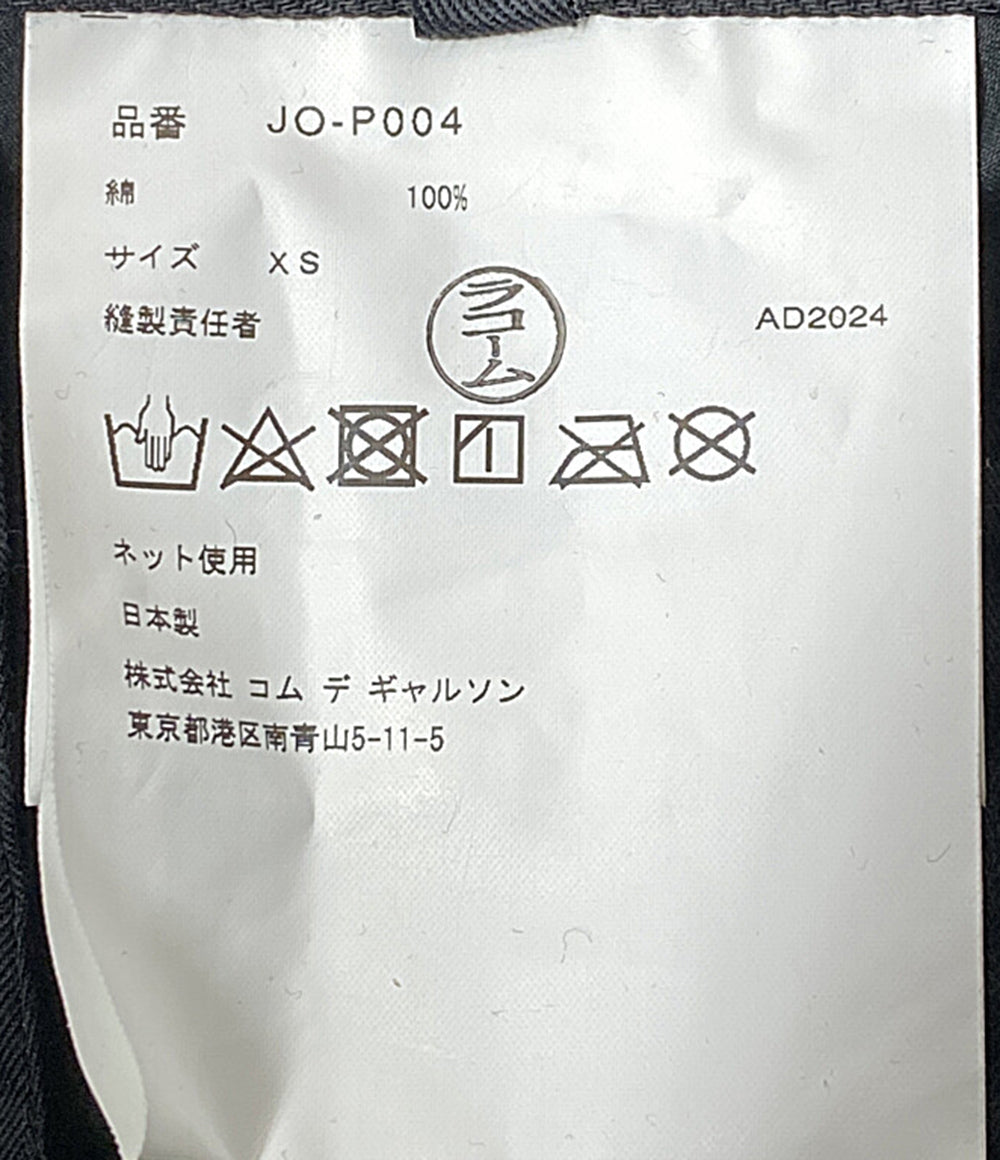 品番 JO-P004
綿 100%
サイズ XS
縫製責任者 ラコーム AD2024
ネット使用
日本製
株式会社 コム デ ギャルソン
東京都港区南青山5-11-5